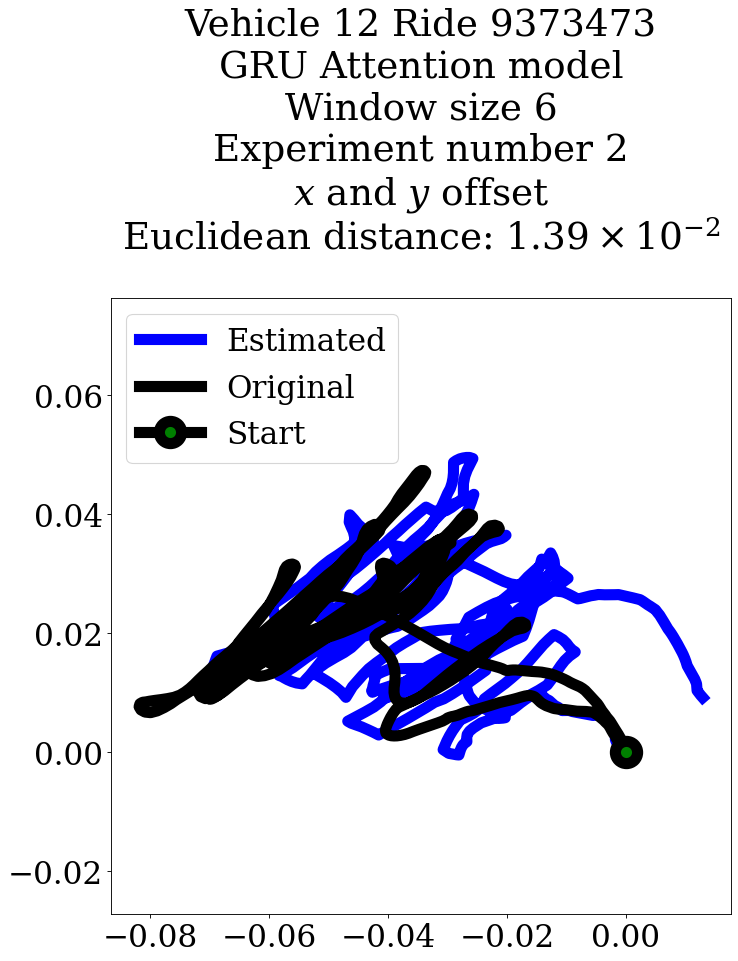 Vehicle 12 Ride 9373473
GRU Attention model
Window size 6
Experiment number 2
x and y offset
Euclidean distance: 1.39 × 10⁻²
Estimated
Original
Start
0.06
0.04
0.02
0.00
−0.02
−0.08 −0.06 −0.04 −0.02 0.00